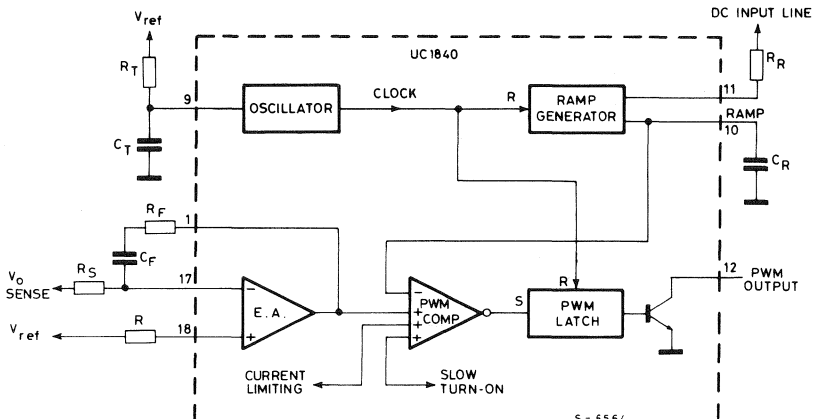 Vref
DC INPUT LINE
UC1840
RT
RR
9
OSCILLATOR
CLOCK
R
RAMP
GENERATOR
11
RAMP
10
CT
CR
RF
1
CF
Vo
SENSE
RS
17
R
12
PWM
OUTPUT
-
E.A.
-
PWM
COMP
+
+
+
S
PWM
LATCH
Vref
R
18
+
CURRENT
LIMITING
SLOW
TURN-ON